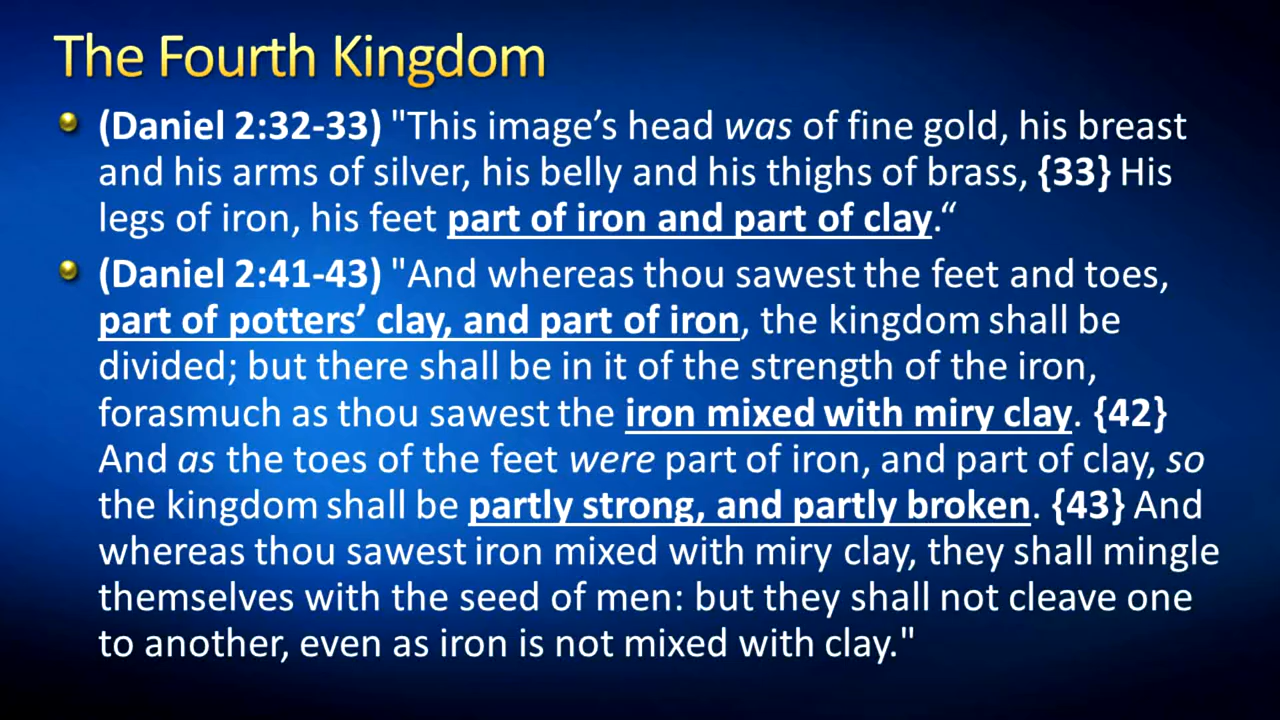 The Fourth Kingdom
(Daniel 2:32-33) "This image’s head was of fine gold, his breast
and his arms of silver, his belly and his thighs of brass, {33} His
legs of iron, his feet part of iron and part of clay.“
(Daniel 2:41-43) "And whereas thou sawest the feet and toes,
part of potters’ clay, and part of iron, the kingdom shall be
divided; but there shall be in it of the strength of the iron,
forasmuch as thou sawest the iron mixed with miry clay. {42}
And as the toes of the feet were part of iron, and part of clay, so
the kingdom shall be partly strong, and partly broken. {43} And
whereas thou sawest iron mixed with miry clay, they shall mingle
themselves with the seed of men: but they shall not cleave one
to another, even as iron is not mixed with clay."